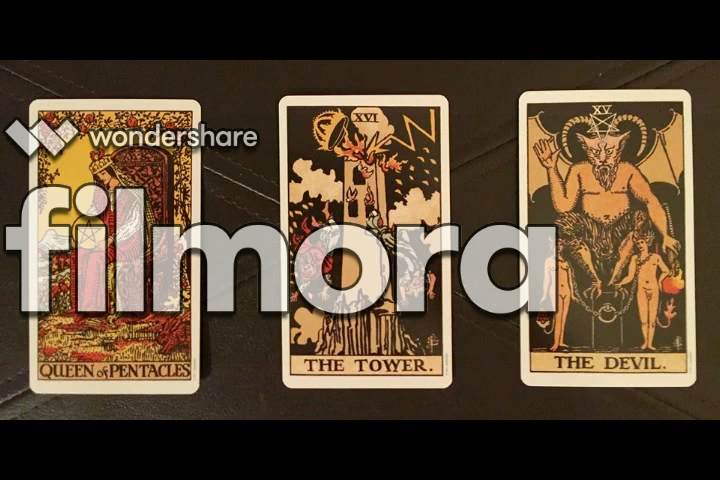 wondershare
filmora
XVI
XV
QUEEN of PENTACLES
THE TOWER.
THE DEVIL.